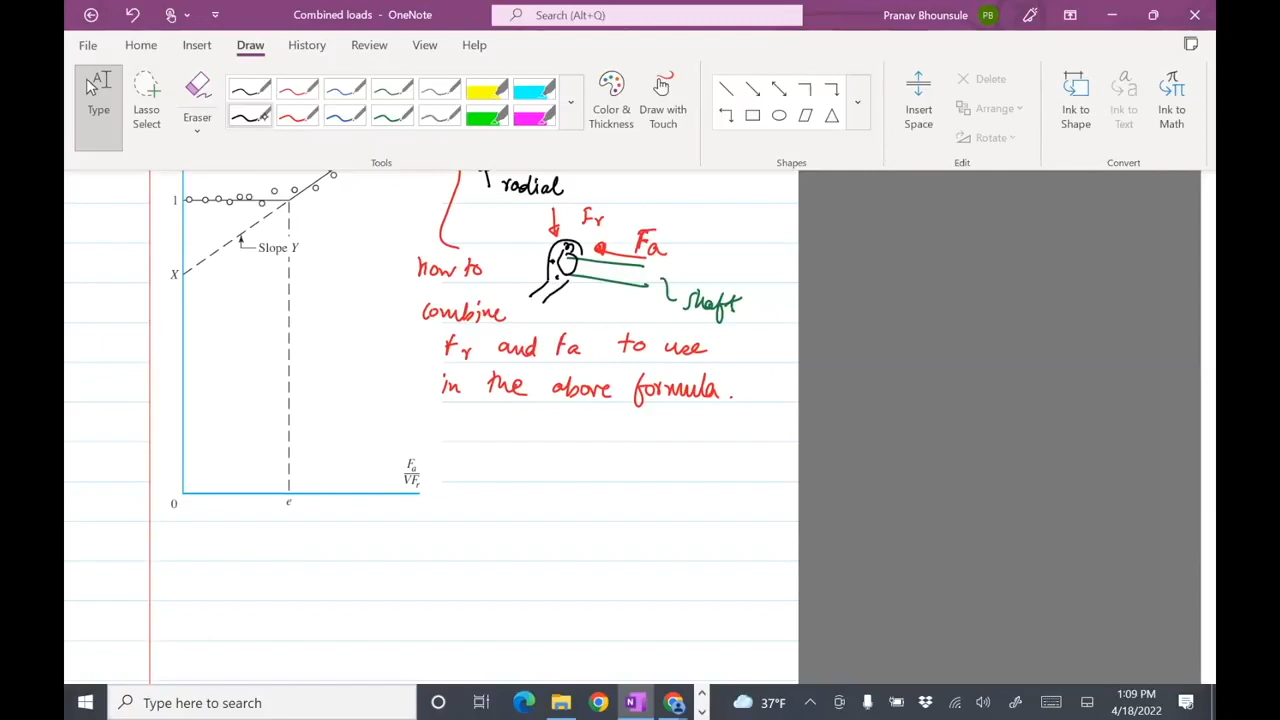 Combined loads - OneNote
Search (Alt+Q)
Pranav Bhounsule
PB
File
Home
Insert
Draw
History
Review
View
Help
Type
Lasso
Select
Eraser
Color &
Thickness
Draw with
Touch
Insert
Space
Delete
Arrange
Rotate
Ink to
Shape
Ink to
Text
Ink to
Math
Tools
Shapes
Edit
Convert
radial
1
Fr
Fa
Slope Y
how to
X
shaft
combine
Fr and Fa to use
in the above formula.
Fa
VFr
0
e
Type here to search
37°F
1:09 PM
4/18/2022